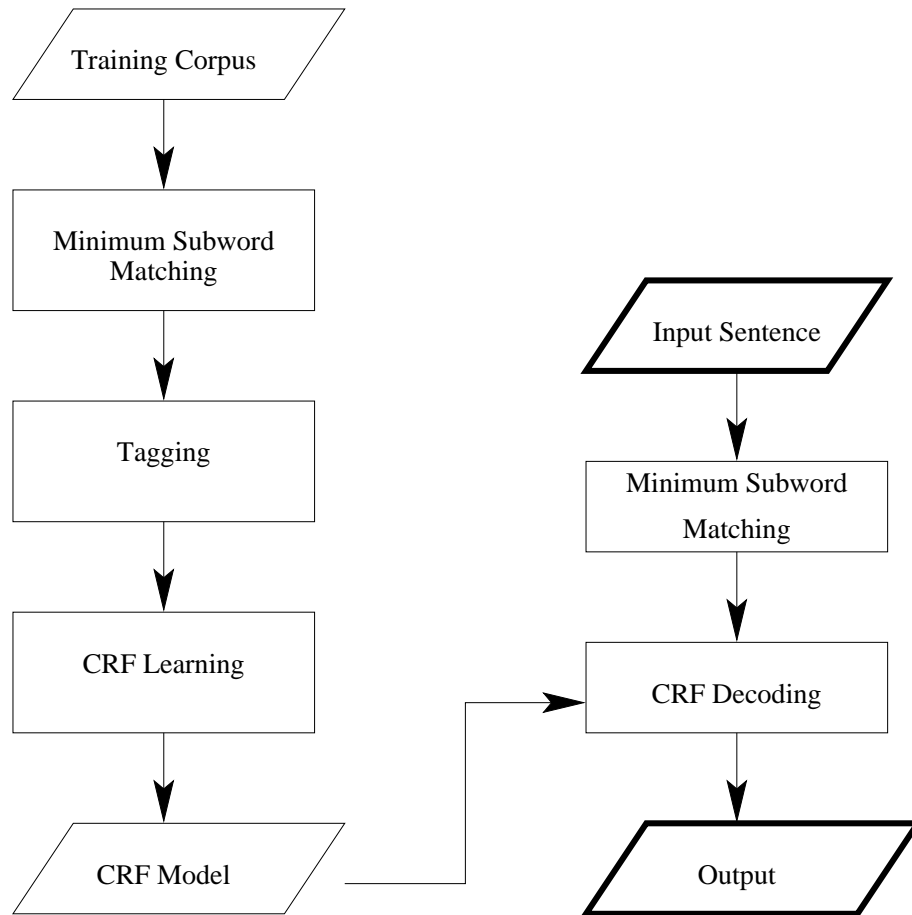 Training Corpus
Minimum Subword
Matching
Tagging
CRF Learning
CRF Model
Input Sentence
Minimum Subword
Matching
CRF Decoding
Output